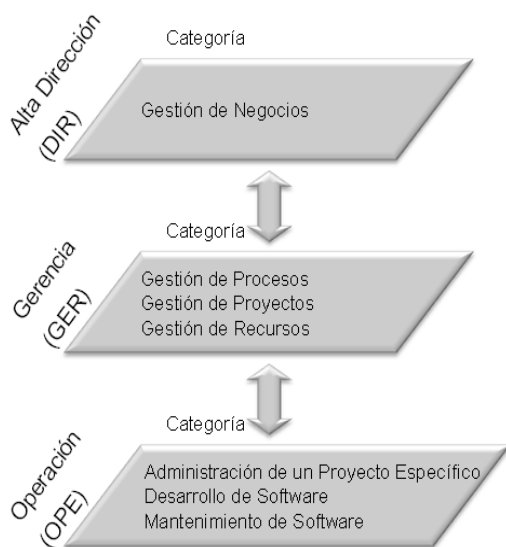 Categoría
Alta Dirección
(DIR)
Gestión de Negocios
Categoría
Gerencia
(GER)
Gestión de Procesos
Gestión de Proyectos
Gestión de Recursos
Categoría
Operación
(OPE)
Administración de un Proyecto Específico
Desarrollo de Software
Mantenimiento de Software